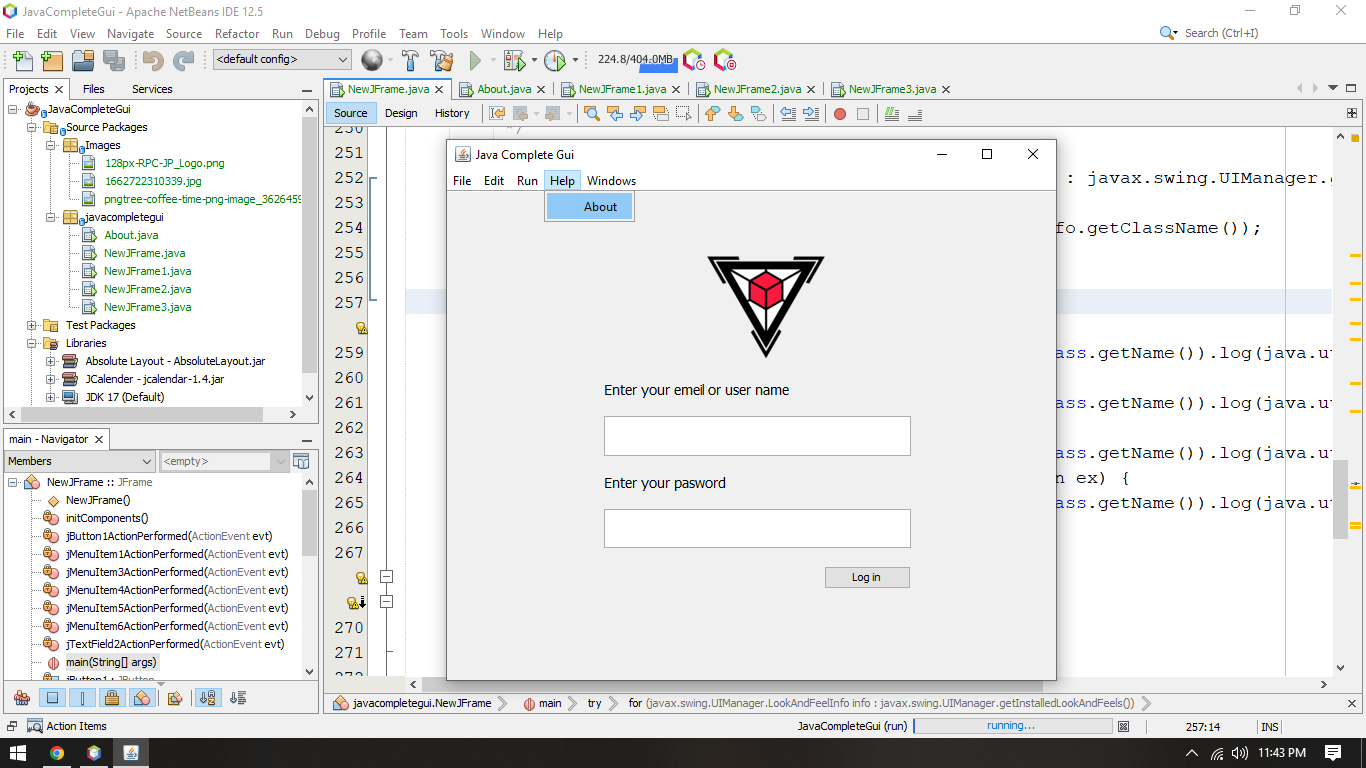 JavaCompleteGui - Apache NetBeans IDE 12.5
File Edit View Navigate Source Refactor Run Debug Profile Team Tools Window Help
Search (Ctrl+I)
<default config>
224.8/404.0MB
Projects Files Services
NewJFrame.java About.java NewJFrame1.java NewJFrame2.java NewJFrame3.java
Source Design History
JavaCompleteGui
Source Packages
Images
128px-RPC-JP_Logo.png
1662722310339.jpg
pngtree-coffee-time-png-image_3626459
javacompletegui
About.java
NewJFrame.java
NewJFrame1.java
NewJFrame2.java
NewJFrame3.java
Test Packages
Libraries
Absolute Layout - AbsoluteLayout.jar
JCalender - jcalendar-1.4.jar
JDK 17 (Default)
main - Navigator
Members
<empty>
NewJFrame :: JFrame
NewJFrame()
initComponents()
jButton1ActionPerformed(ActionEvent evt)
jMenuItem1ActionPerformed(ActionEvent evt)
jMenuItem3ActionPerformed(ActionEvent evt)
jMenuItem4ActionPerformed(ActionEvent evt)
jMenuItem5ActionPerformed(ActionEvent evt)
jMenuItem6ActionPerformed(ActionEvent evt)
jTextField2ActionPerformed(ActionEvent evt)
main(String[] args)
jButton1 : JButton
250 */
251
252 : javax.swing.UIManager.
253
254 fo.getClassName());
255
256
257
259 ass.getName()).log(java.u
260
261 ass.getName()).log(java.u
262
263 ass.getName()).log(java.u
264 n ex) {
265 ass.getName()).log(java.u
266
267
270
271
Java Complete Gui
File Edit Run Help Windows
About
Enter your emeil or user name
Enter your pasword
Log in
javacompletegui.NewJFrame main try for (javax.swing.UIManager.LookAndFeelInfo info : javax.swing.UIManager.getInstalledLookAndFeels())
Action Items
JavaCompleteGui (run)
running...
257:14
INS
11:43 PM